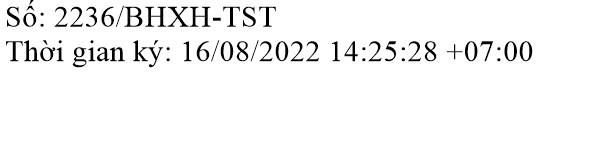 Số: 2236/BHXH-TST
Thời gian ký: 16/08/2022 14:25:28 +07:00